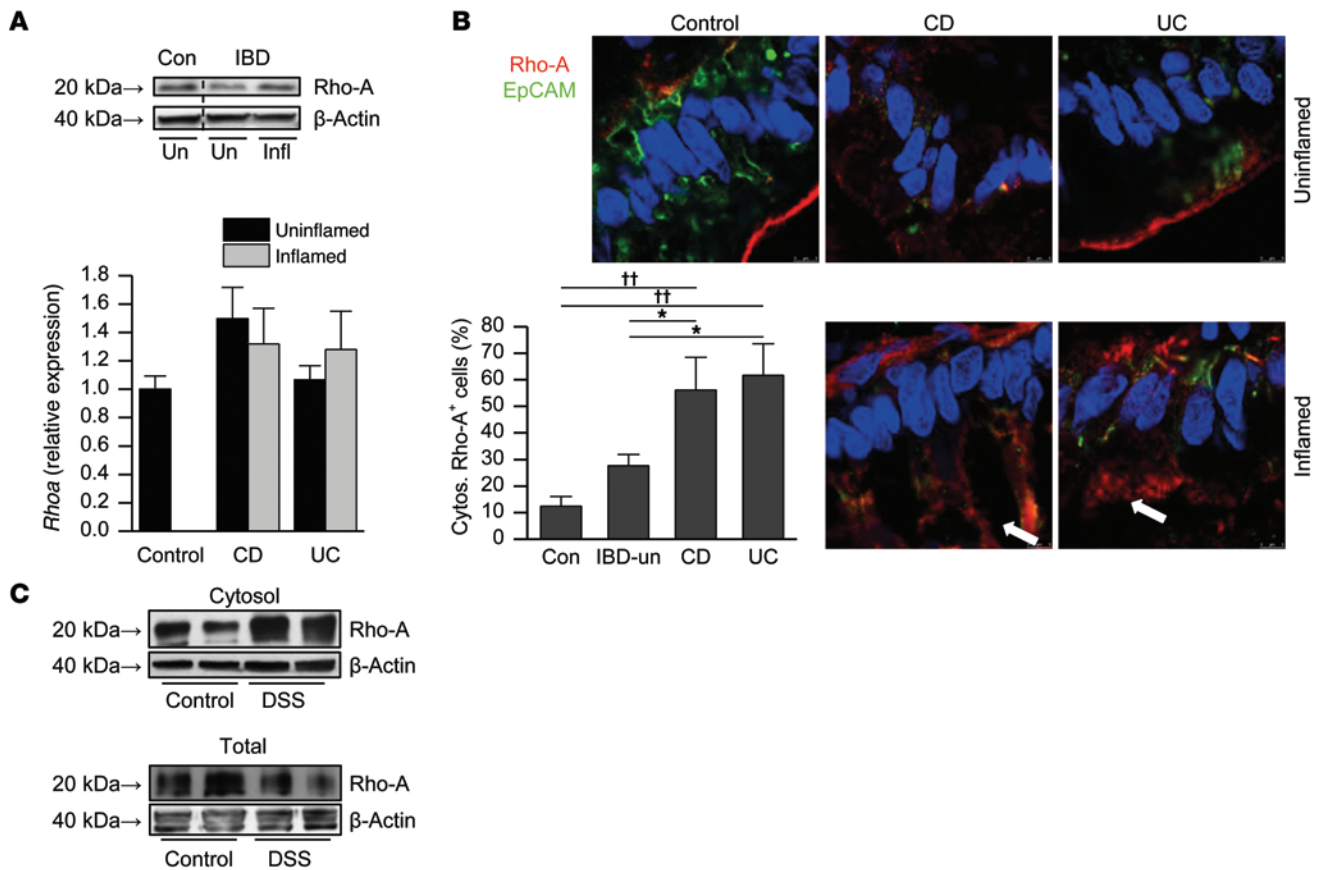 A
Con IBD
20 kDa→ Rho-A
40 kDa→ β-Actin
Un Un Infl
Uninflamed
Inflamed
Rhoa (relative expression)
1.8
1.6
1.4
1.2
1.0
0.8
0.6
0.4
0.2
0.0
Control CD UC
B
Control CD UC
Rho-A
EpCAM
Uninflamed
††
††
*
*
Cytos. Rho-A+ cells (%)
80
70
60
50
40
30
20
10
0
Con IBD-un CD UC
Inflamed
C
Cytosol
20 kDa→ Rho-A
40 kDa→ β-Actin
Control DSS
Total
20 kDa→ Rho-A
40 kDa→ β-Actin
Control DSS